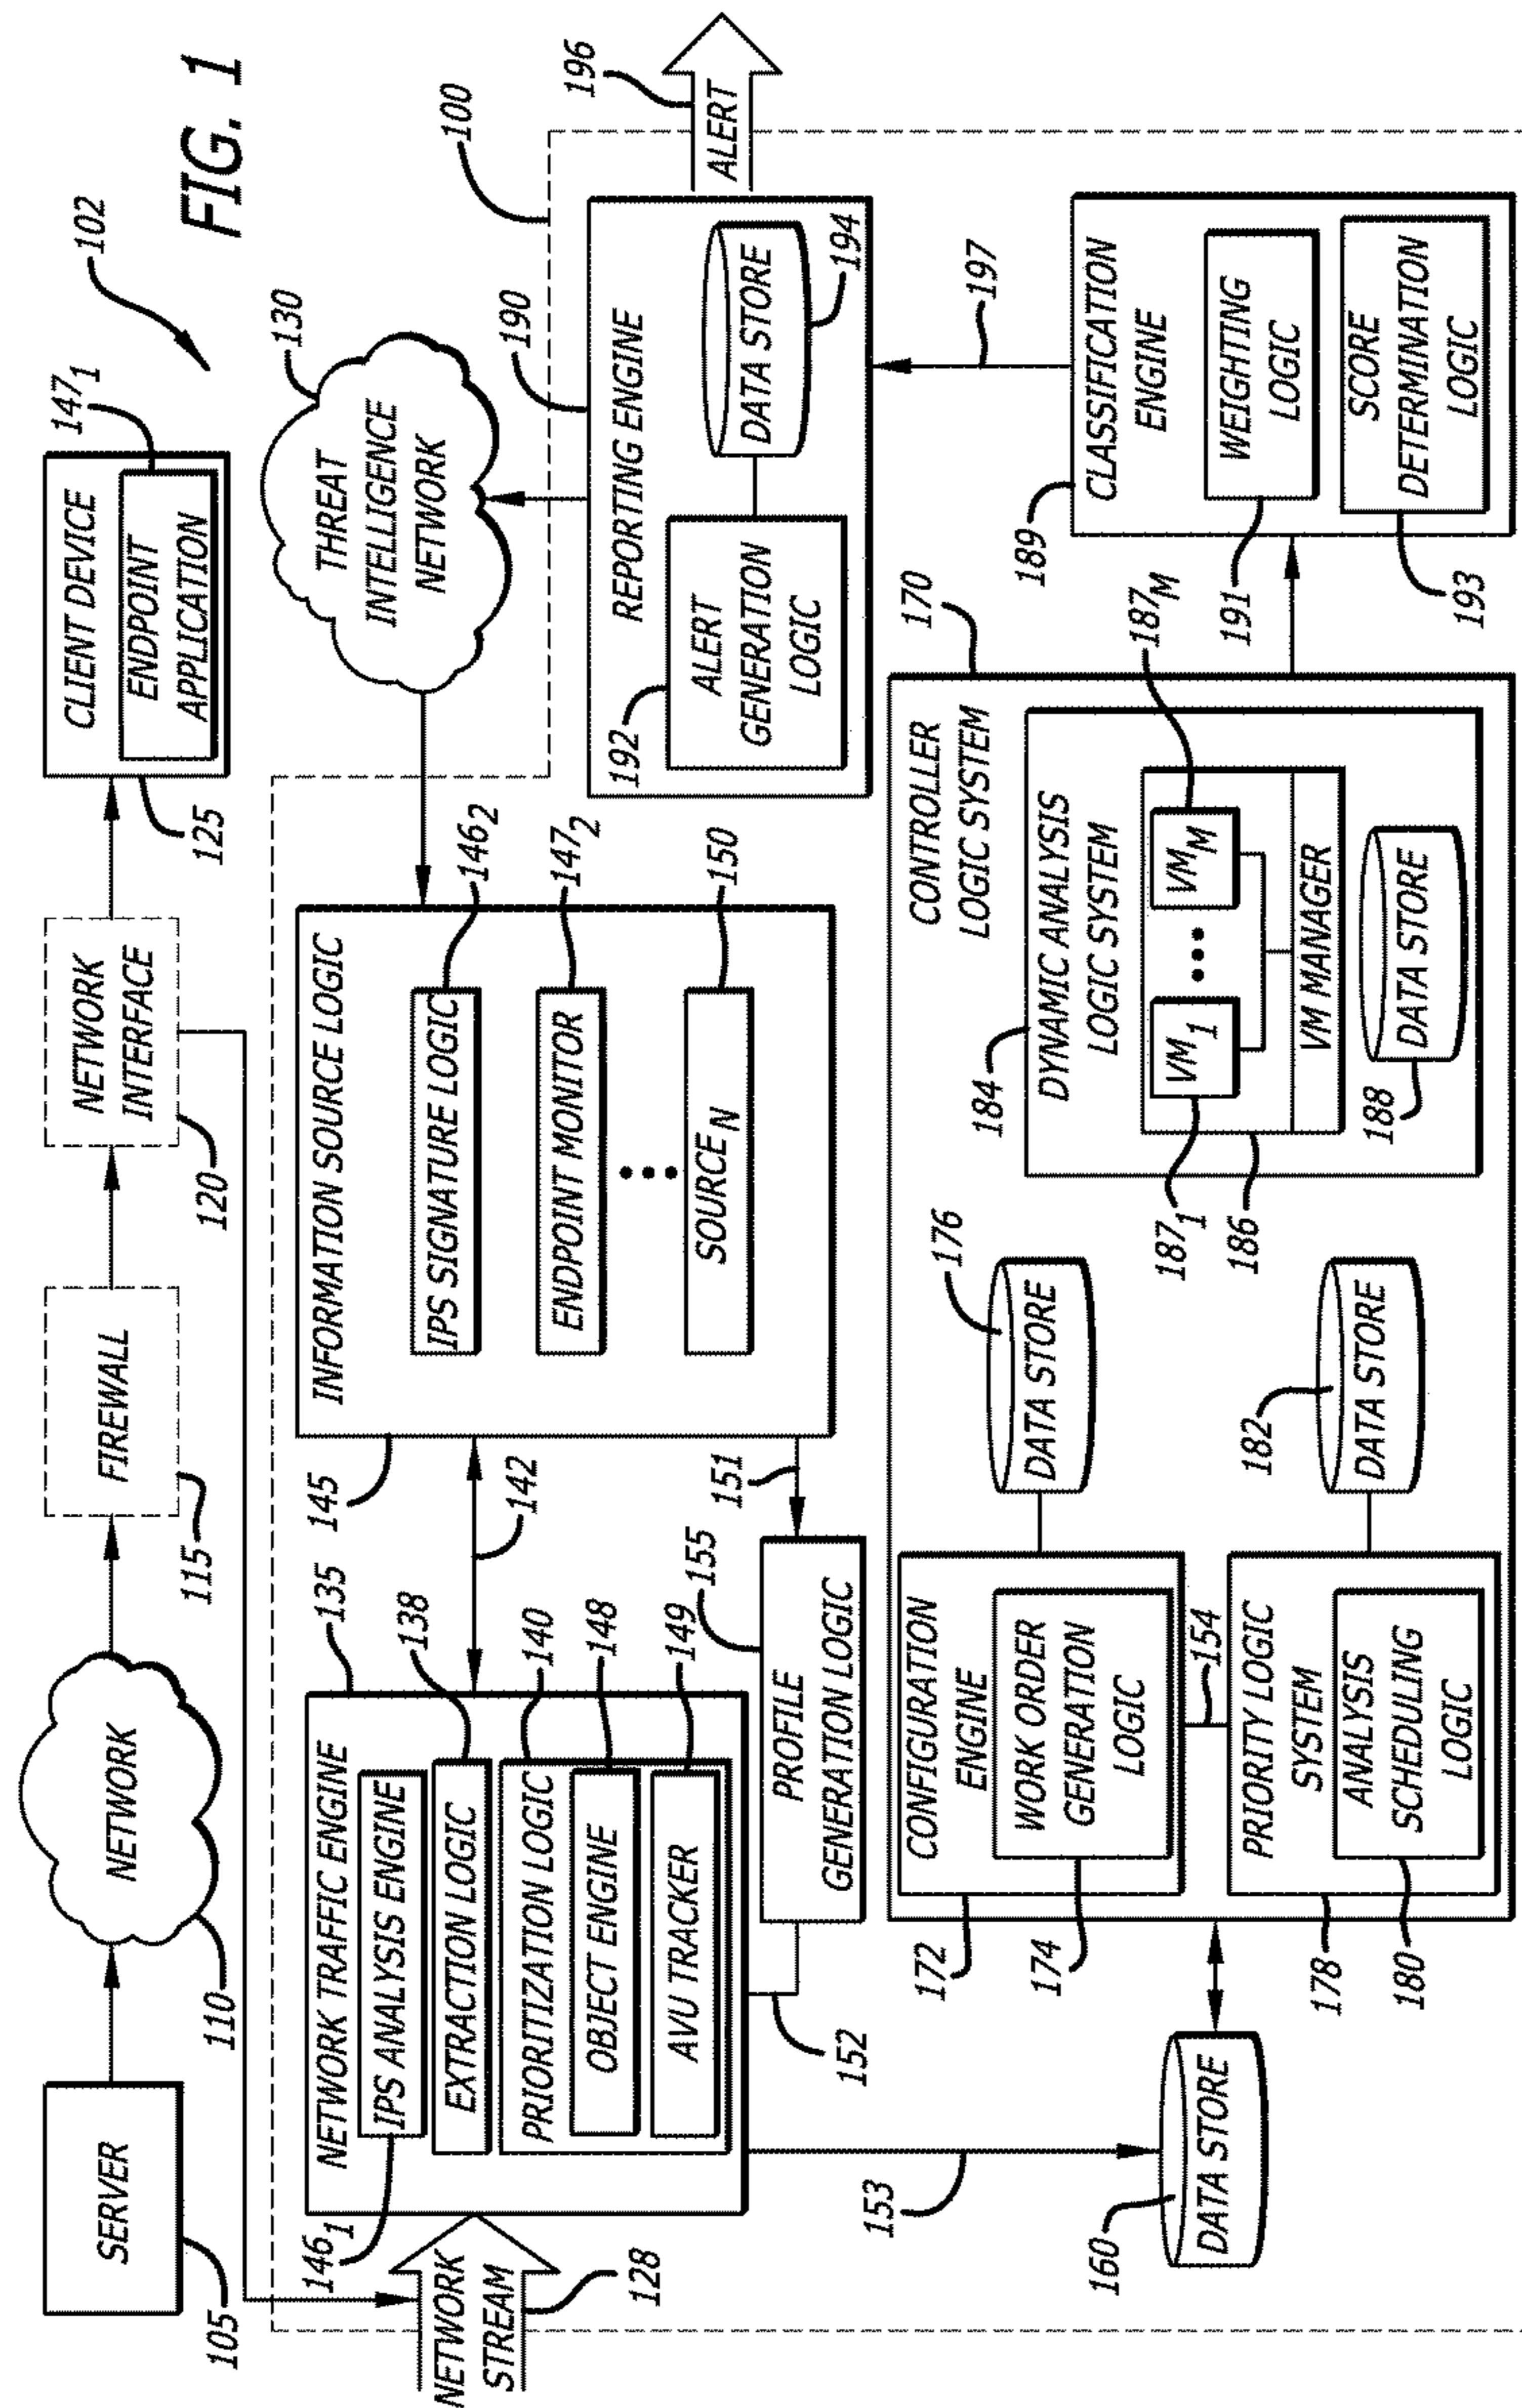 FIG. 1
102
SERVER
105
NETWORK
110
FIREWALL
115
NETWORK
INTERFACE
120
CLIENT DEVICE
ENDPOINT
APPLICATION
125
147₁
THREAT
INTELLIGENCE
NETWORK
130
100
NETWORK
STREAM
128
NETWORK TRAFFIC ENGINE
135
IPS ANALYSIS ENGINE
146₁
EXTRACTION LOGIC
138
PRIORITIZATION LOGIC
140
OBJECT ENGINE
148
AVU TRACKER
149
142
INFORMATION SOURCE LOGIC
145
IPS SIGNATURE LOGIC
146₂
ENDPOINT MONITOR
147₂
SOURCE N
150
151
PROFILE
GENERATION LOGIC
155
152
153
DATA STORE
160
REPORTING ENGINE
190
ALERT
GENERATION
LOGIC
192
DATA STORE
194
ALERT
196
197
CONTROLLER
LOGIC SYSTEM
170
CONFIGURATION
ENGINE
172
WORK ORDER
GENERATION
LOGIC
174
DATA STORE
176
154
PRIORITY LOGIC
SYSTEM
178
ANALYSIS
SCHEDULING
LOGIC
180
DATA STORE
182
DYNAMIC ANALYSIS
LOGIC SYSTEM
184
VM₁
187₁
VM M
187 M
VM MANAGER
186
DATA STORE
188
CLASSIFICATION
ENGINE
189
WEIGHTING
LOGIC
191
SCORE
DETERMINATION
LOGIC
193